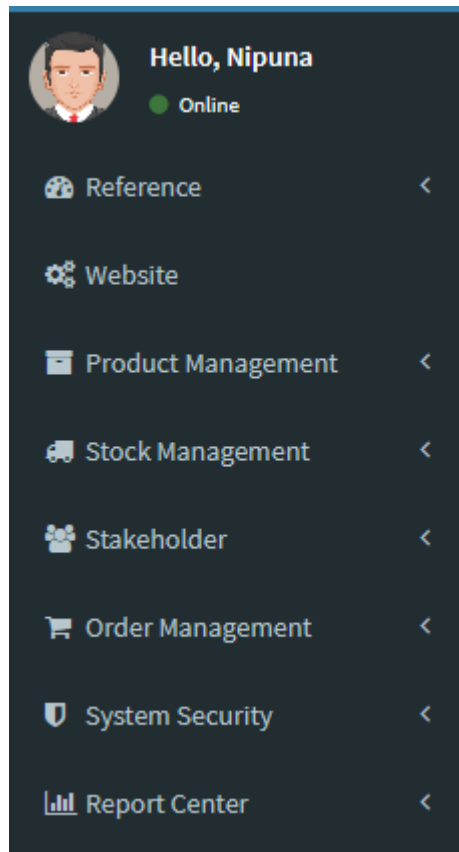 Hello, Nipuna
Online
Reference
Website
Product Management
Stock Management
Stakeholder
Order Management
System Security
Report Center